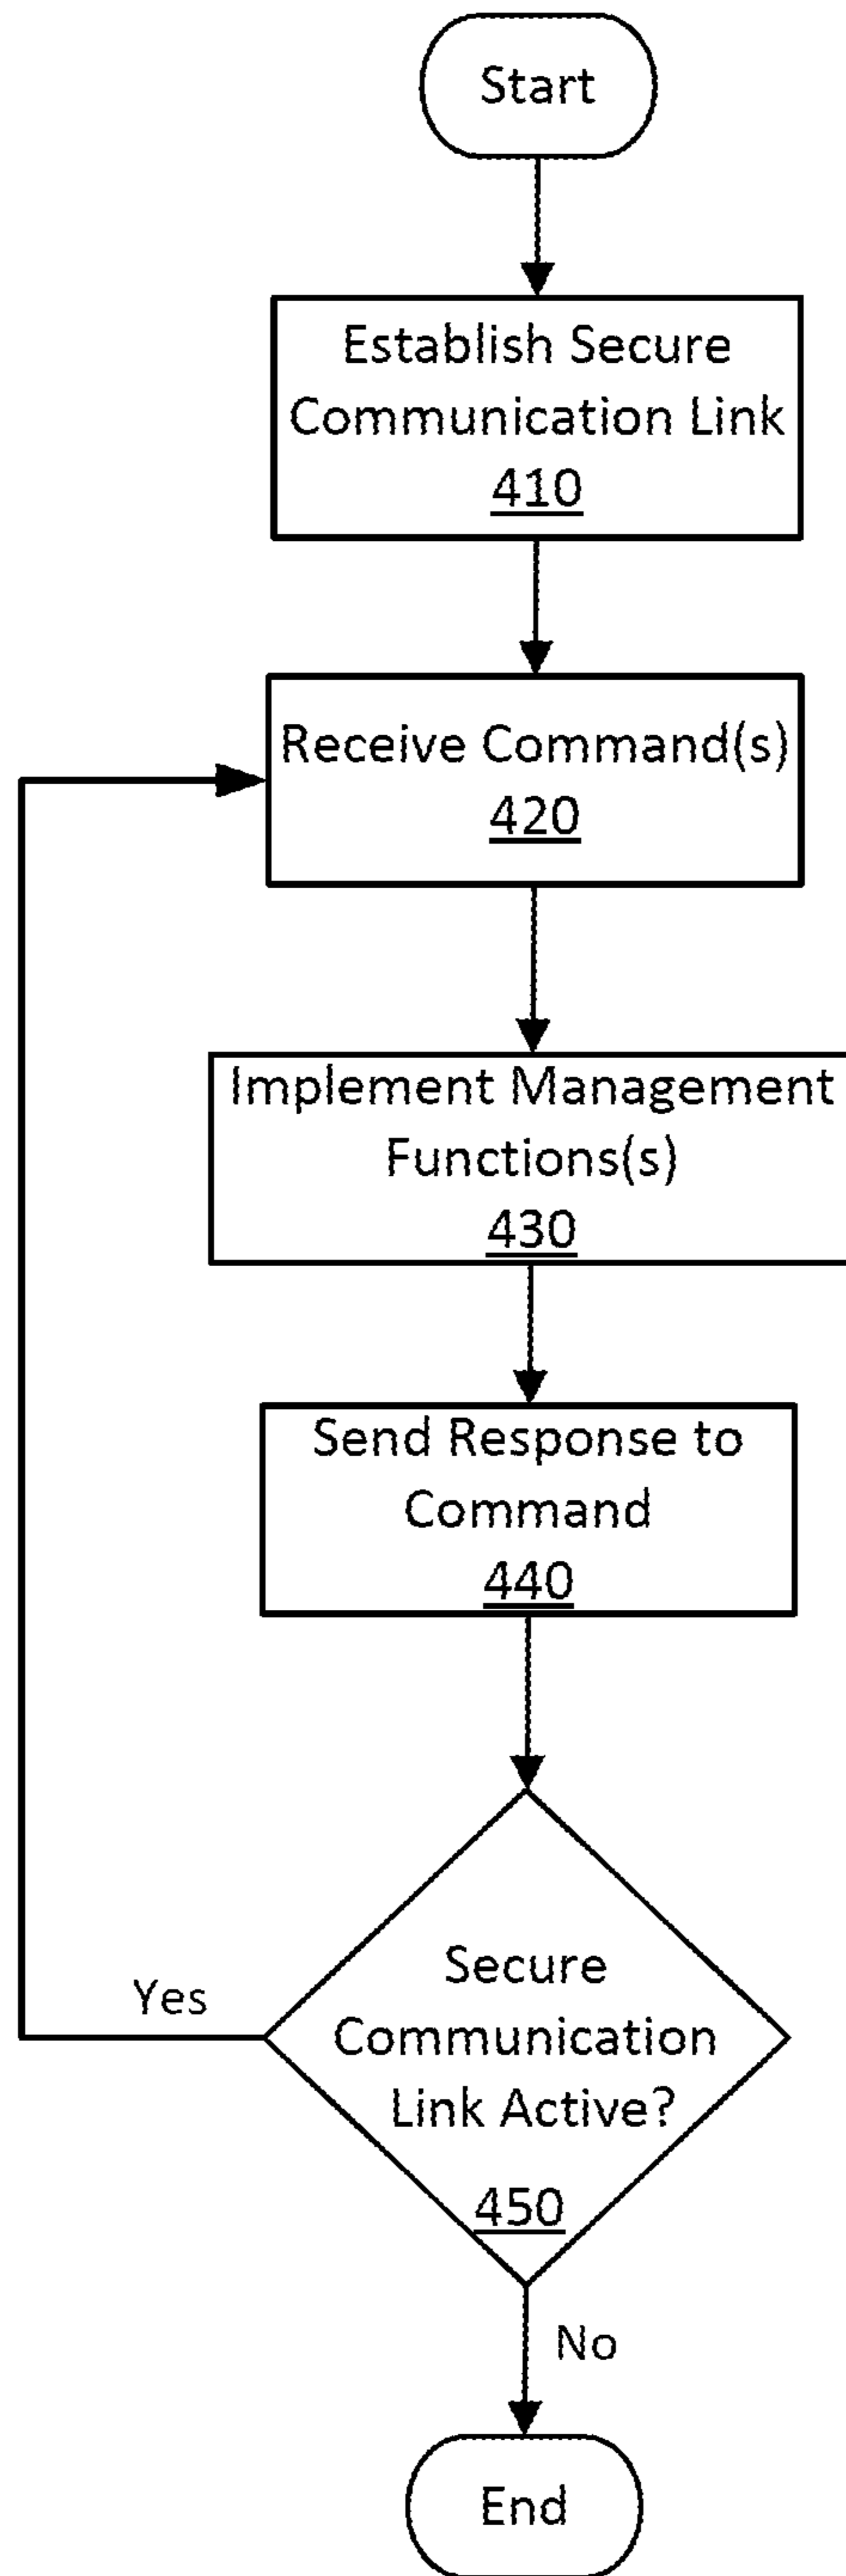 Start
Establish Secure
Communication Link
410
Receive Command(s)
420
Implement Management
Functions(s)
430
Send Response to
Command
440
Secure
Communication
Link Active?
450
Yes
No
End